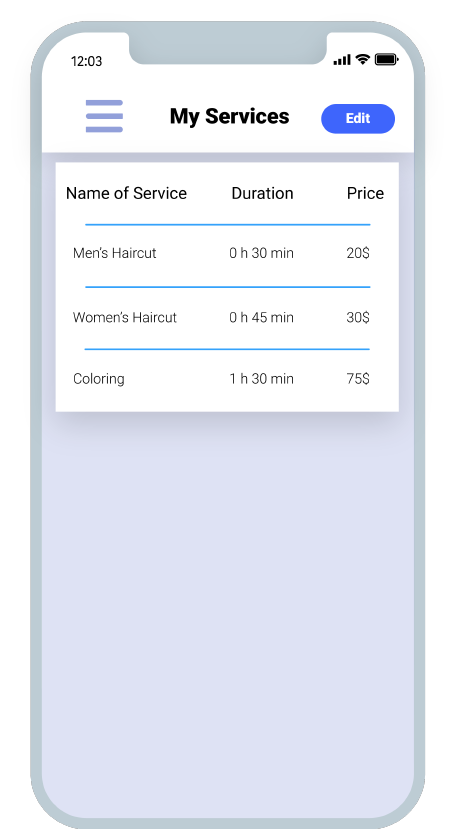 12:03
My Services Edit
Name of Service Duration Price
Men's Haircut 0 h 30 min 20$
Women's Haircut 0 h 45 min 30$
Coloring 1 h 30 min 75$